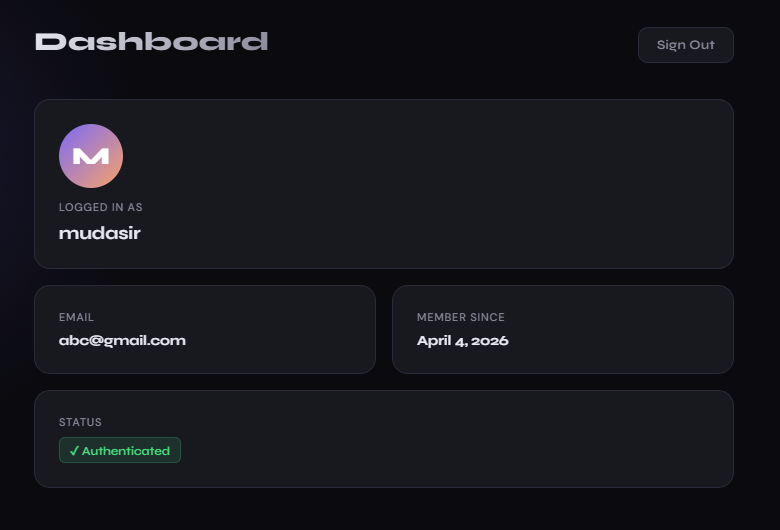 Dashboard
Sign Out
M
LOGGED IN AS
mudasir
EMAIL
abc@gmail.com
MEMBER SINCE
April 4, 2026
STATUS
✓ Authenticated